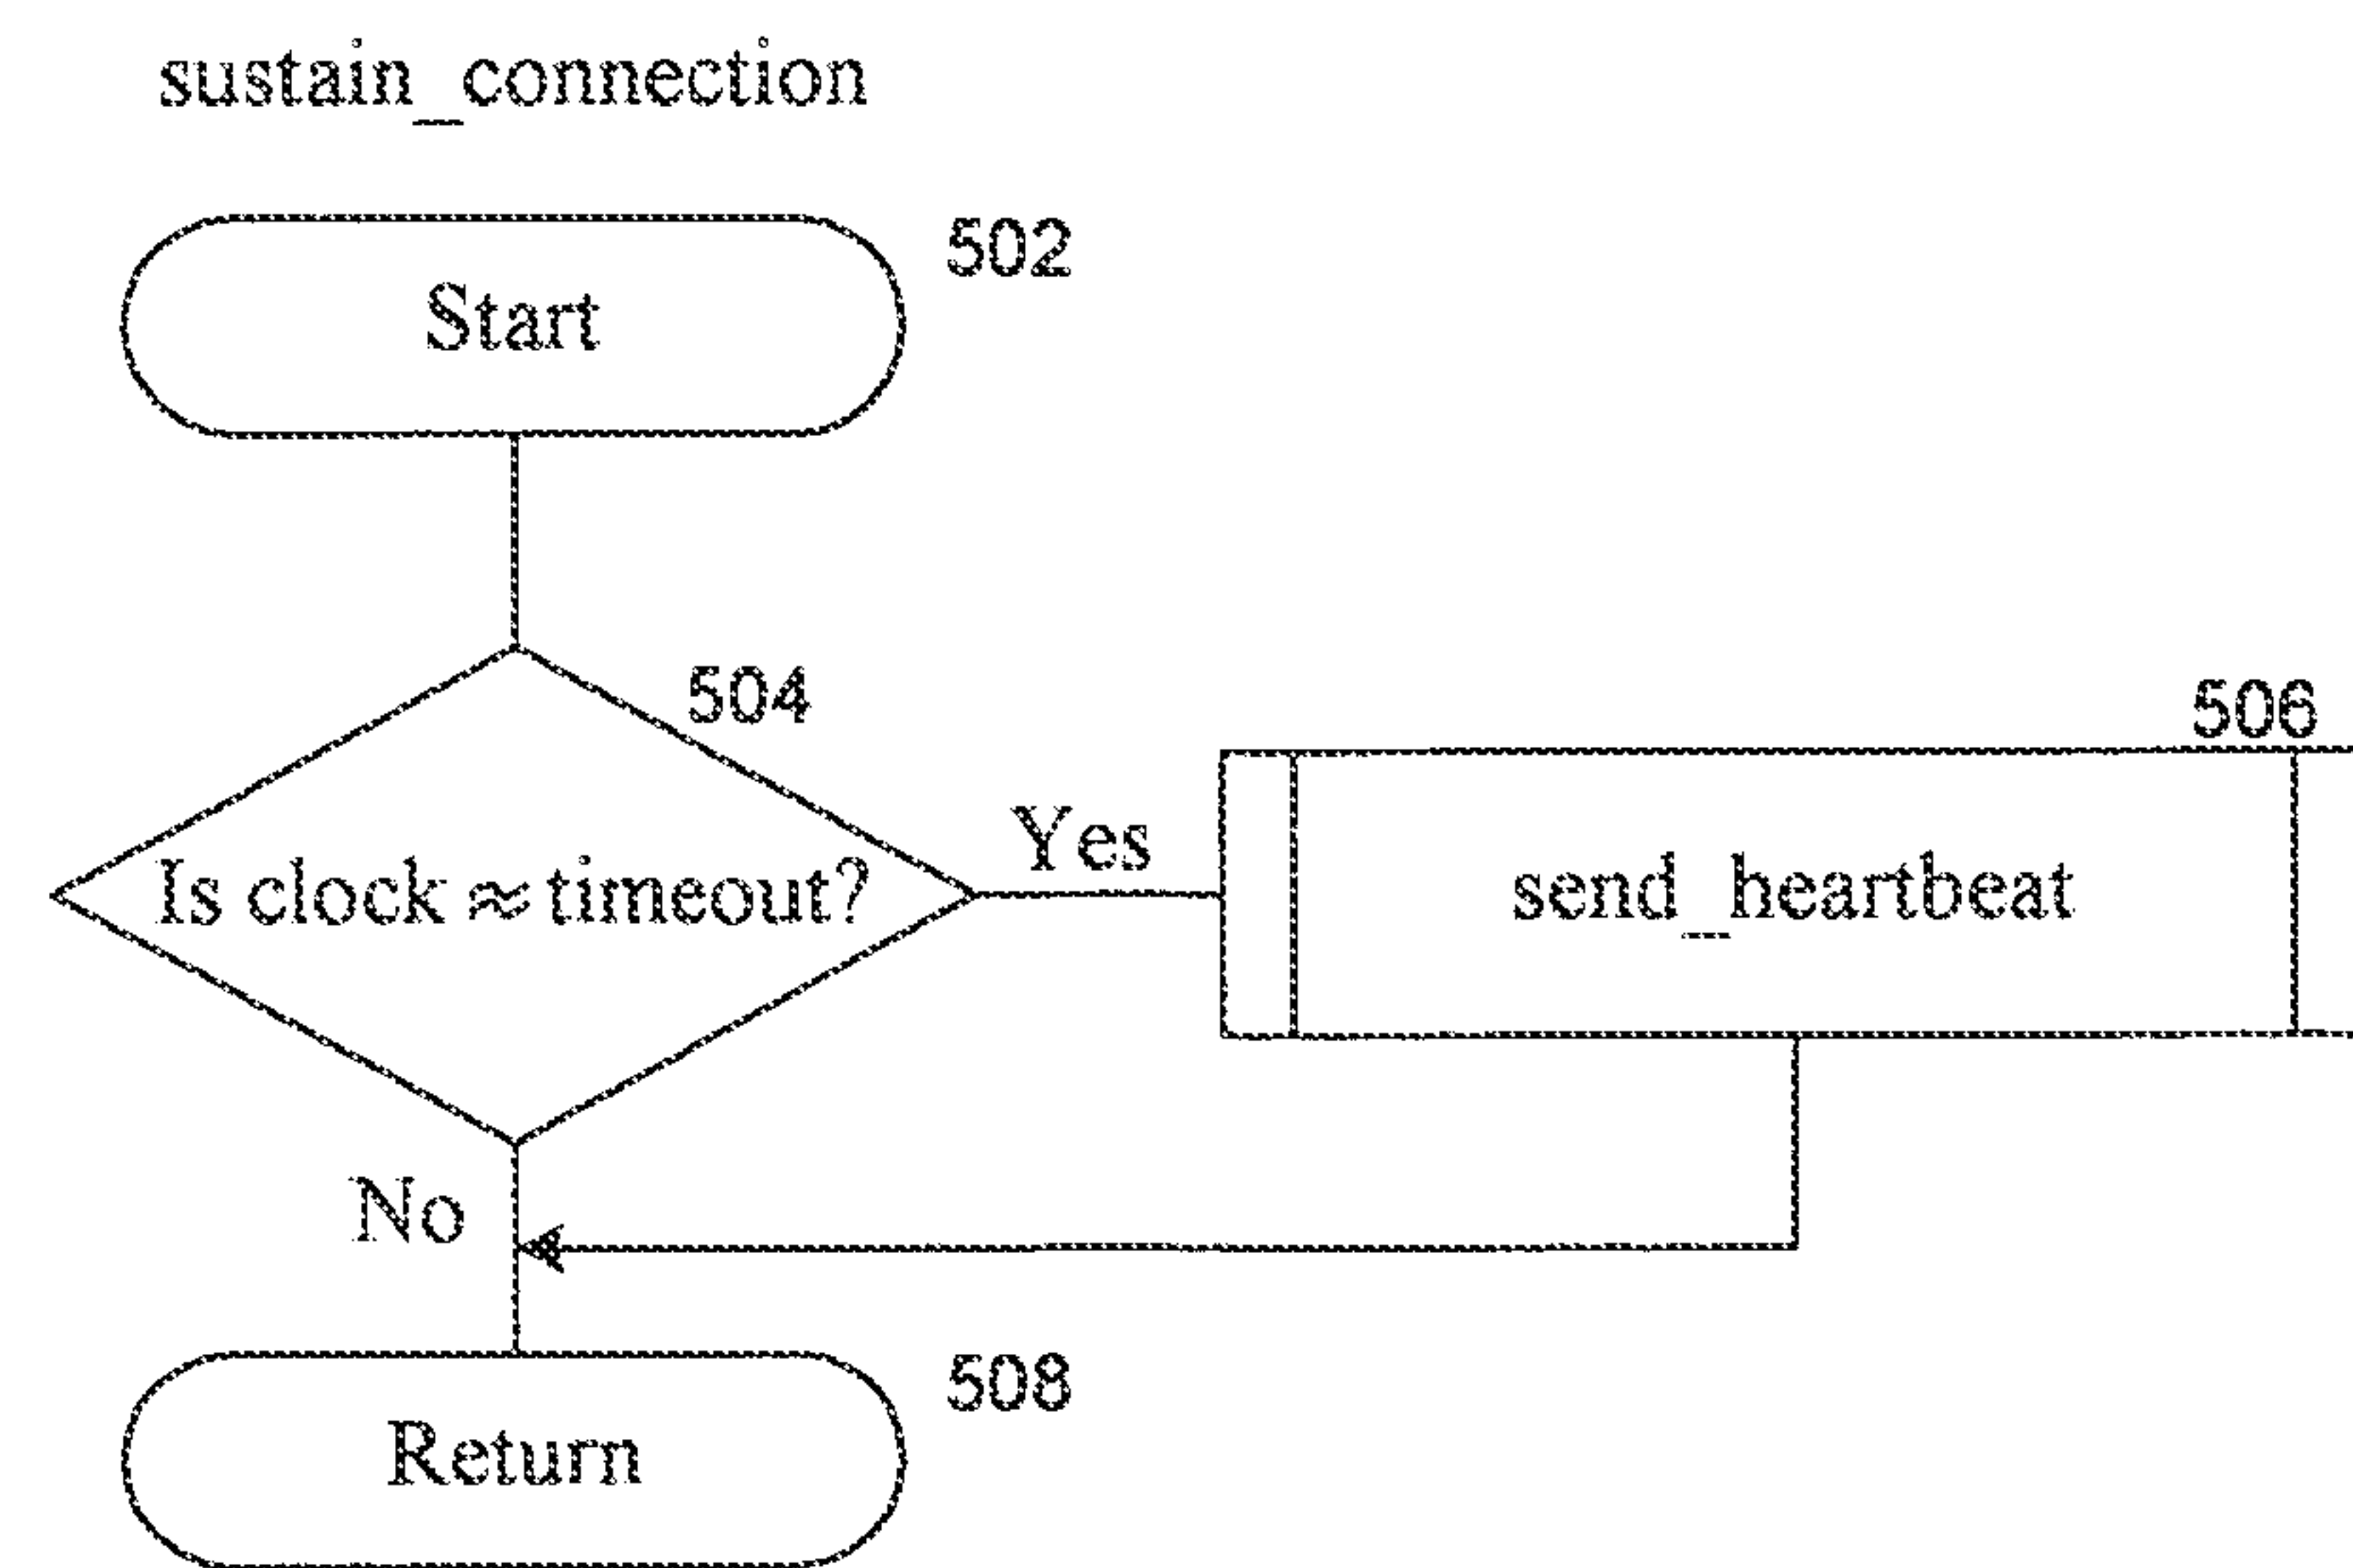 sustain_connection
502
Start
504
506
Yes
Is clock ≈ timeout?
send_heartbeat
No
508
Return